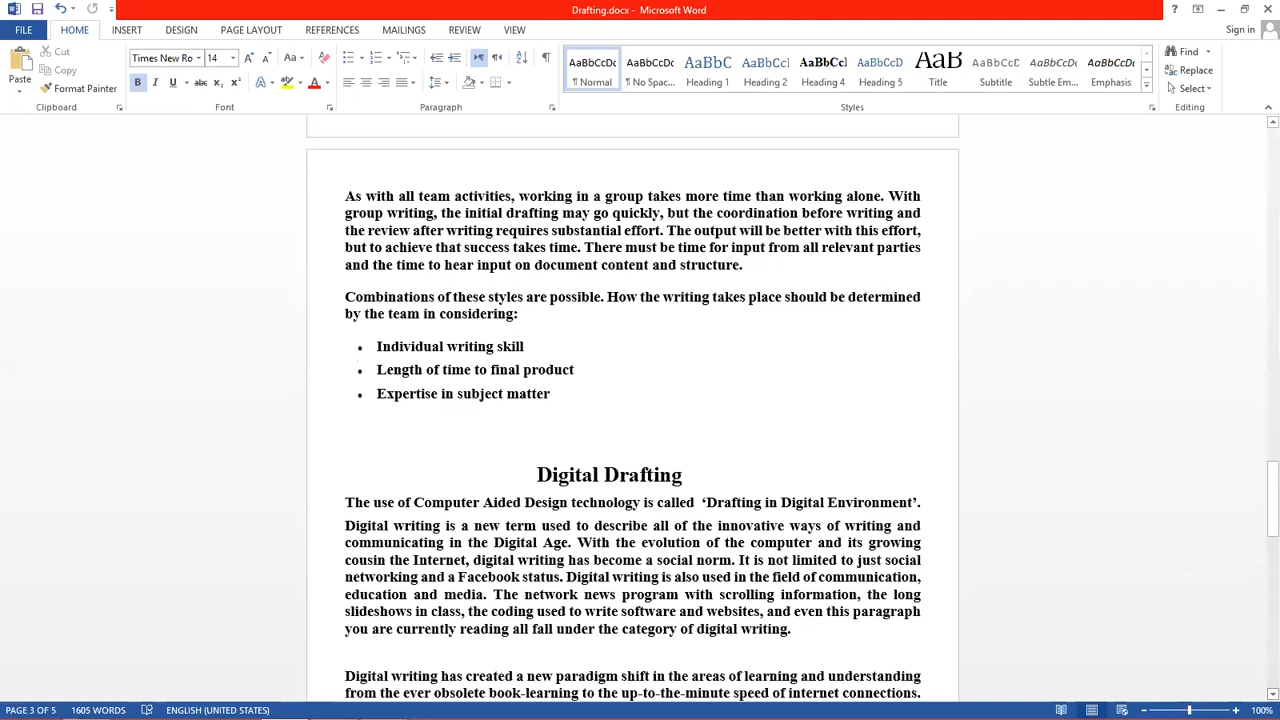 Drafting.docx - Microsoft Word
Sign in
FILE HOME INSERT DESIGN PAGE LAYOUT REFERENCES MAILINGS REVIEW VIEW
Paste
Cut
Copy
Format Painter
Clipboard
Times New Ro 14
Font
Paragraph
AaBbCcDc AaBbCcDc AaBbC AaBbCcl AaBbCcl AaBbCcD AaB AaBbCcDc AaBbCcDc AaBbCcDc
¶ Normal ¶ No Spac... Heading 1 Heading 2 Heading 4 Heading 5 Title Subtitle Subtle Em... Emphasis
Styles
Find
Replace
Select
Editing
As with all team activities, working in a group takes more time than working alone. With
group writing, the initial drafting may go quickly, but the coordination before writing and
the review after writing requires substantial effort. The output will be better with this effort,
but to achieve that success takes time. There must be time for input from all relevant parties
and the time to hear input on document content and structure.
Combinations of these styles are possible. How the writing takes place should be determined
by the team in considering:
• Individual writing skill
• Length of time to final product
• Expertise in subject matter
Digital Drafting
The use of Computer Aided Design technology is called ‘Drafting in Digital Environment’.
Digital writing is a new term used to describe all of the innovative ways of writing and
communicating in the Digital Age. With the evolution of the computer and its growing
cousin the Internet, digital writing has become a social norm. It is not limited to just social
networking and a Facebook status. Digital writing is also used in the field of communication,
education and media. The network news program with scrolling information, the long
slideshows in class, the coding used to write software and websites, and even this paragraph
you are currently reading all fall under the category of digital writing.
Digital writing has created a new paradigm shift in the areas of learning and understanding
from the ever obsolete book-learning to the up-to-the-minute speed of internet connections.
PAGE 3 OF 5 1605 WORDS ENGLISH (UNITED STATES) 100%